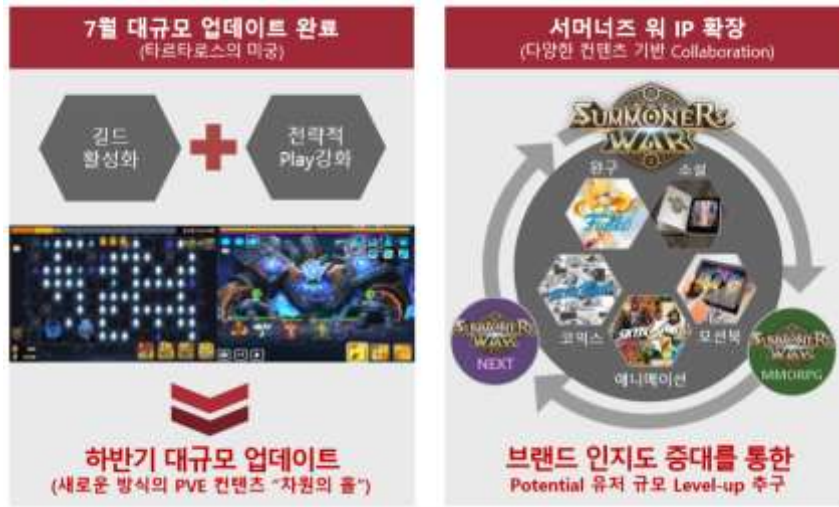 7월 대규모 업데이트 완료
(타르타로스의 미궁)
길드
활성화
전략적
Play강화
하반기 대규모 업데이트
(새로운 방식의 PVE 컨텐츠 "차원의 홀")
서머너즈 워 IP 확장
(다양한 컨텐츠 기반 Collaboration)
SUMMONERS
WAR
완구
소설
코믹스
애니메이션
모션북
SUMMONERS
WAR
NEXT
SUMMONERS
WAR
MMORPG
브랜드 인지도 증대를 통한
Potential 유저 규모 Level-up 추구